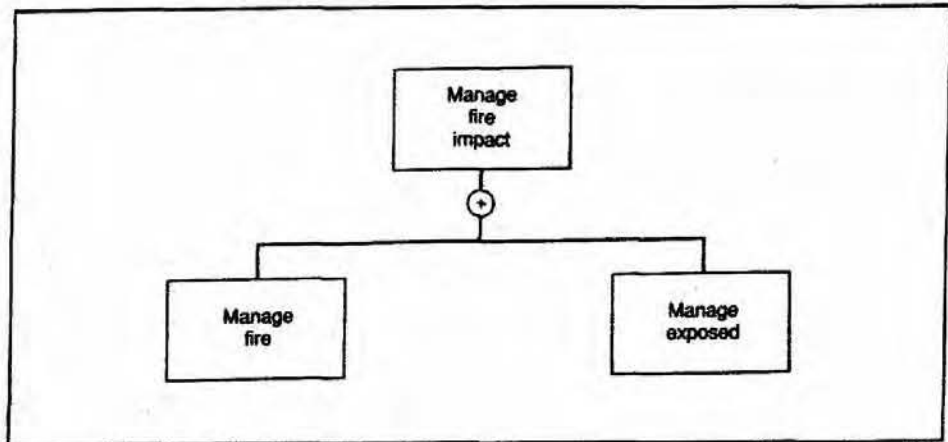 Manage
fire
impact
+
Manage
fire
Manage
exposed